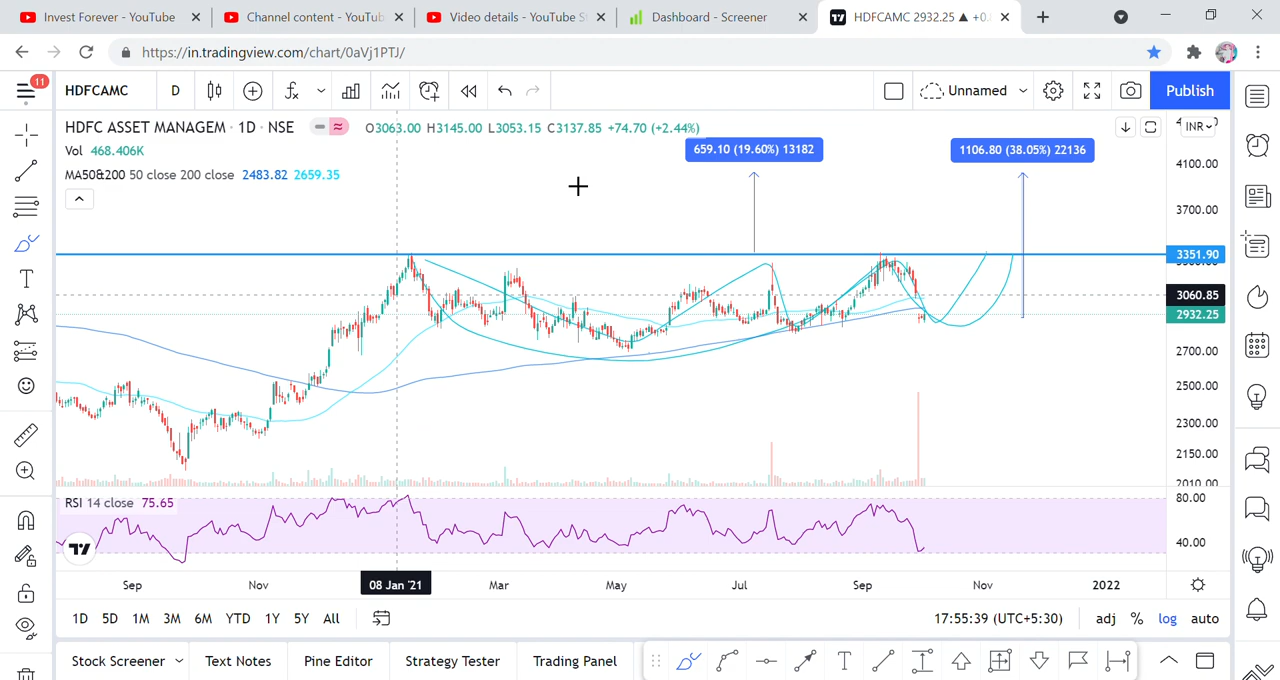 Invest Forever - YouTube
Channel content - YouTub
Video details - YouTube S
Dashboard - Screener
HDFCAMC 2932.25 ▲ +0.
https://in.tradingview.com/chart/0aVj1PTJ/
11
HDFCAMC
D
Unnamed
Publish
HDFC ASSET MANAGEM · 1D · NSE
O3063.00 H3145.00 L3053.15 C3137.85 +74.70 (+2.44%)
INR
Vol 468.406K
659.10 (19.60%) 13182
1106.80 (38.05%) 22136
4100.00
MA50&200 50 close 200 close 2483.82 2659.35
3700.00
3351.90
3060.85
2932.25
2700.00
2500.00
2300.00
2150.00
2010.00
RSI 14 close 75.65
80.00
40.00
Sep
Nov
08 Jan '21
Mar
May
Jul
Sep
Nov
2022
1D 5D 1M 3M 6M YTD 1Y 5Y All
17:55:39 (UTC+5:30)
adj % log auto
Stock Screener
Text Notes
Pine Editor
Strategy Tester
Trading Panel